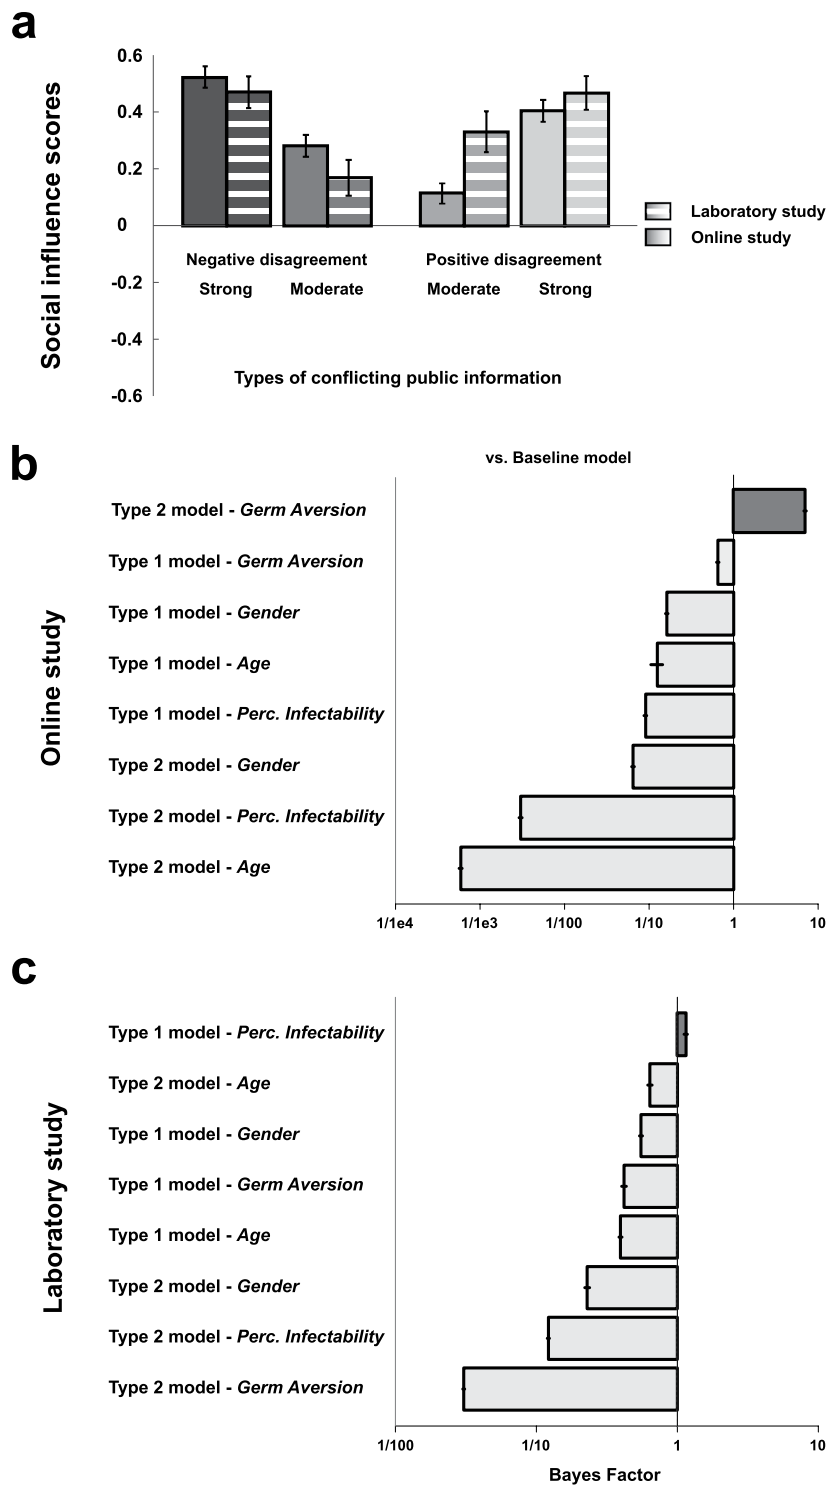 a
Social influence scores
0.6
0.4
0.2
0
-0.2
-0.4
-0.6
Negative disagreement
Positive disagreement
Strong
Moderate
Moderate
Strong
Types of conflicting public information
Laboratory study
Online study
b
vs. Baseline model
Online study
Type 2 model - Germ Aversion
Type 1 model - Germ Aversion
Type 1 model - Gender
Type 1 model - Age
Type 1 model - Perc. Infectability
Type 2 model - Gender
Type 2 model - Perc. Infectability
Type 2 model - Age
1/1e4
1/1e3
1/100
1/10
1
10
c
Laboratory study
Type 1 model - Perc. Infectability
Type 2 model - Age
Type 1 model - Gender
Type 1 model - Germ Aversion
Type 1 model - Age
Type 2 model - Gender
Type 2 model - Perc. Infectability
Type 2 model - Germ Aversion
1/100
1/10
1
10
Bayes Factor